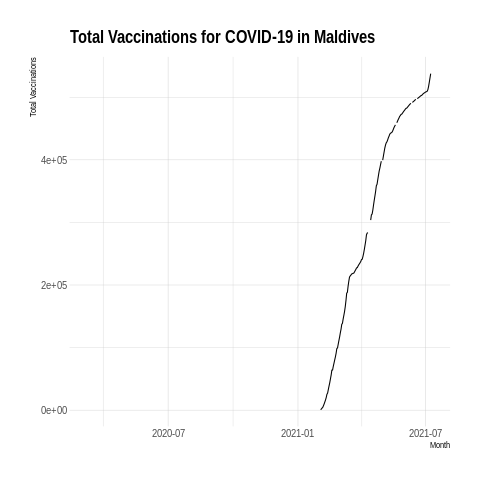 Total Vaccinations for COVID-19 in Maldives
Total Vaccinations
4e+05
2e+05
0e+00
2020-07
2021-01
2021-07
Month